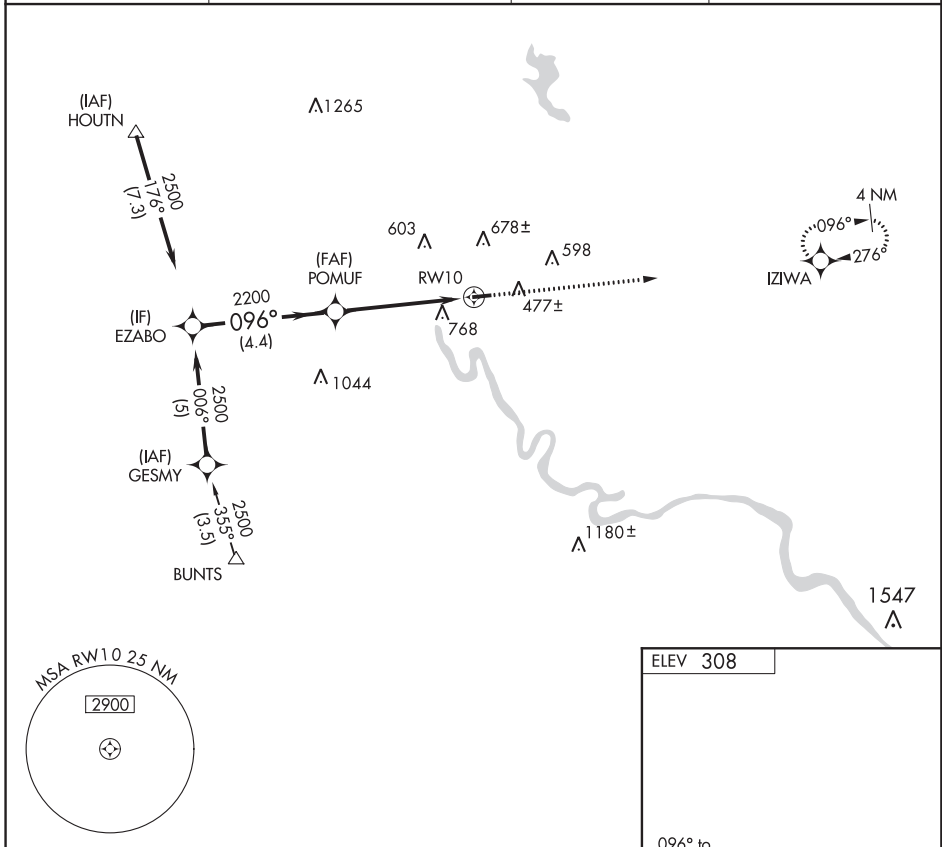 (IAF)
HOUTN
1265
2500
176°
(7.3)
4 NM
096°
276°
IZIWA
603
678±
598
(FAF)
POMUF
RW10
477±
768
2200
096°
(4.4)
(IF)
EZABO
1044
2500
006°
(5)
(IAF)
GESMY
2500
355°
(3.5)
BUNTS
1180±
1547
MSA RW10 25 NM
2900
ELEV 308
096° to